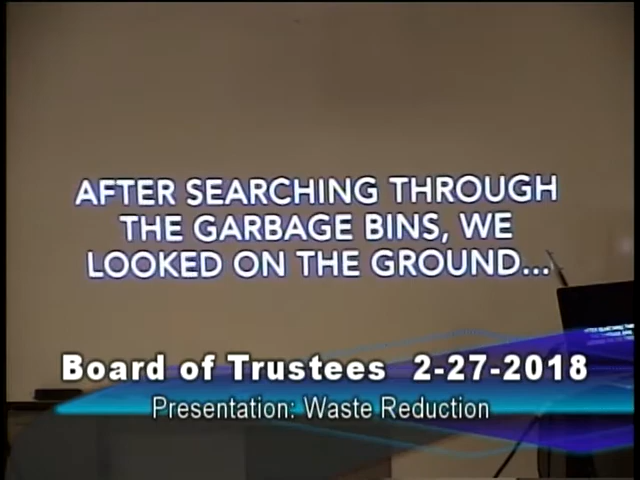 AFTER SEARCHING THROUGH
THE GARBAGE BINS, WE
LOOKED ON THE GROUND...
Board of Trustees 2-27-2018
Presentation: Waste Reduction